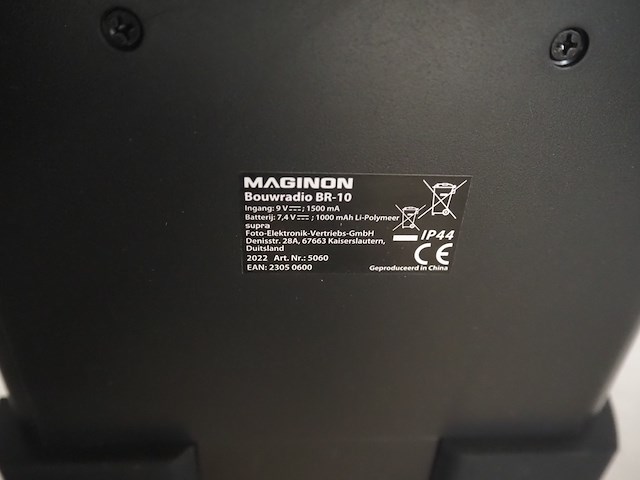 MAGINON
Bouwradio BR-10
Ingang: 9 V⎓; 1500 mA
Batterij: 7,4 V⎓; 1000 mAh Li-Polymeer
supra
Foto-Elektronik-Vertriebs-GmbH
Denisstr. 28A, 67663 Kaiserslautern,
Duitsland
2022 Art. Nr.: 5060
EAN: 2305 0600
IP44
CE
Geproduceerd in China